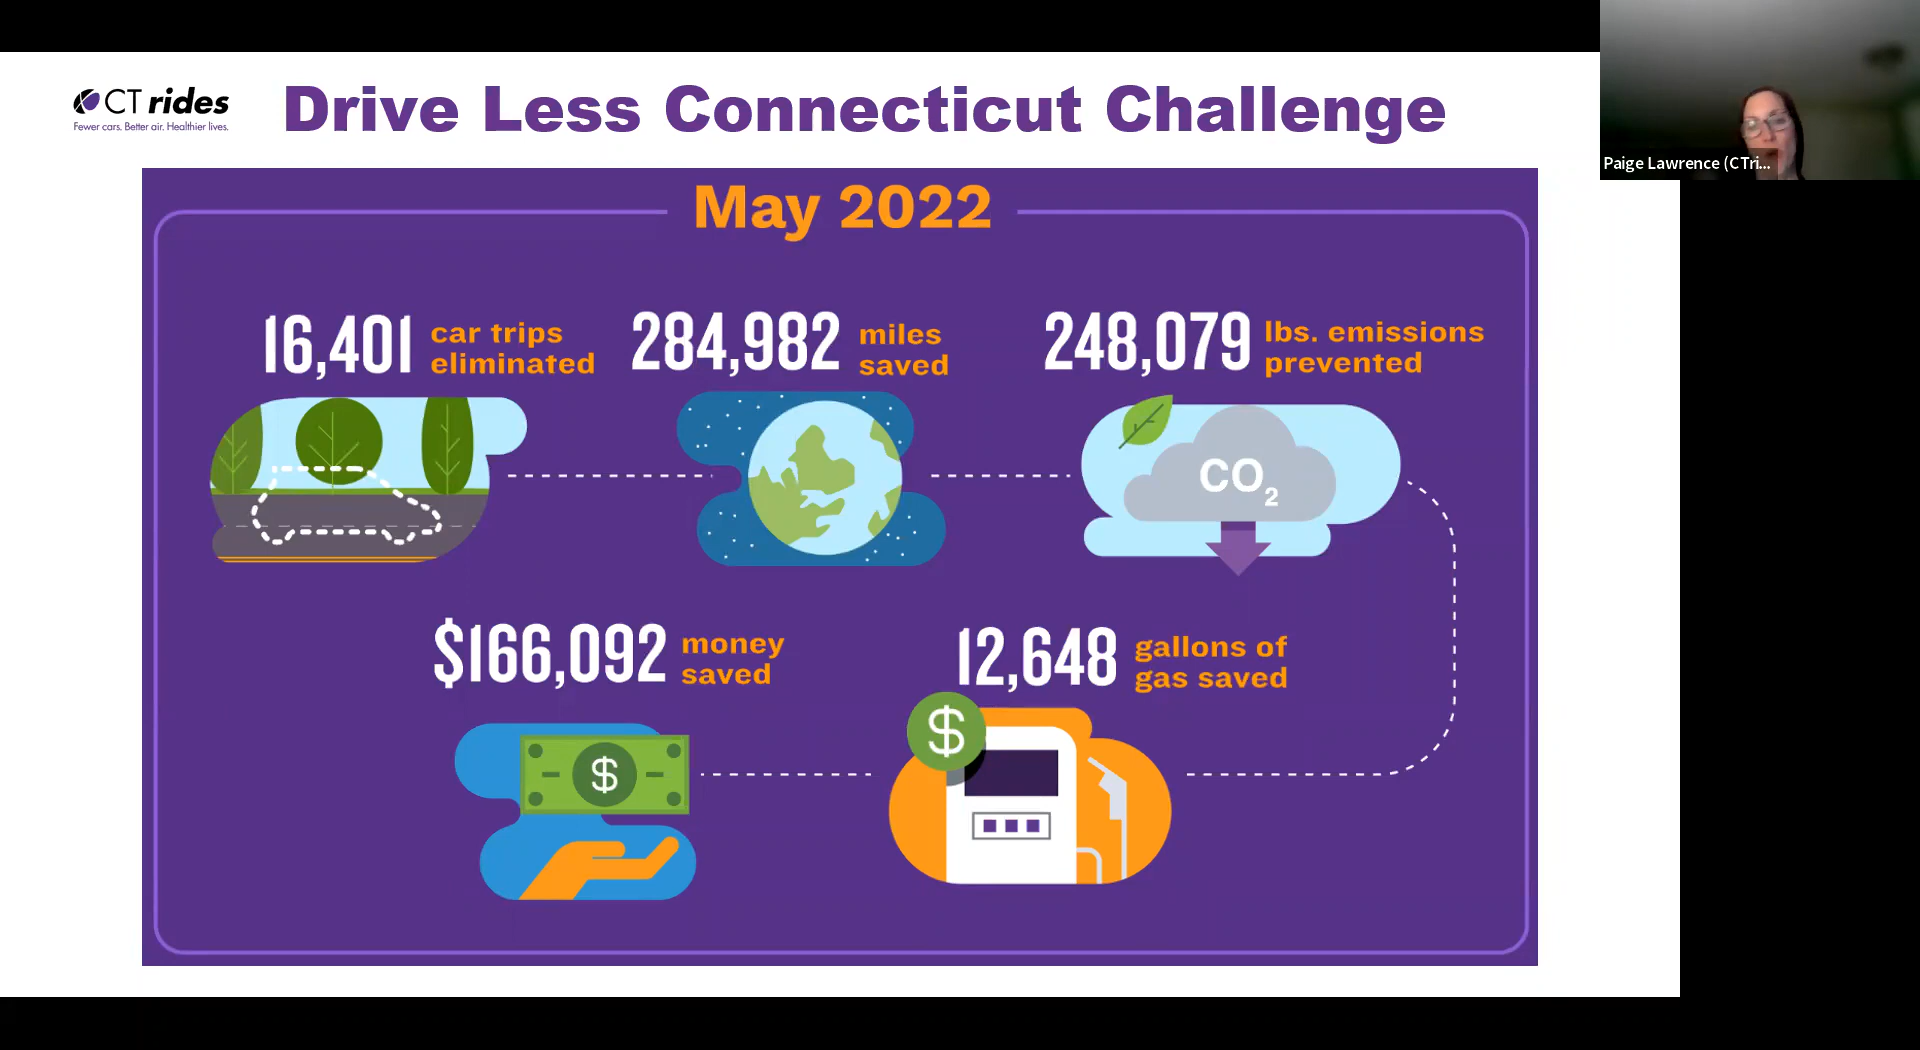 CT rides
Fewer cars. Better air. Healthier lives.
Drive Less Connecticut Challenge
Paige Lawrence (CTri...
May 2022
16,401 car trips
eliminated
284,982 miles
saved
248,079 lbs. emissions
prevented
CO2
$166,092 money
saved
12,648 gallons of
gas saved
$
$